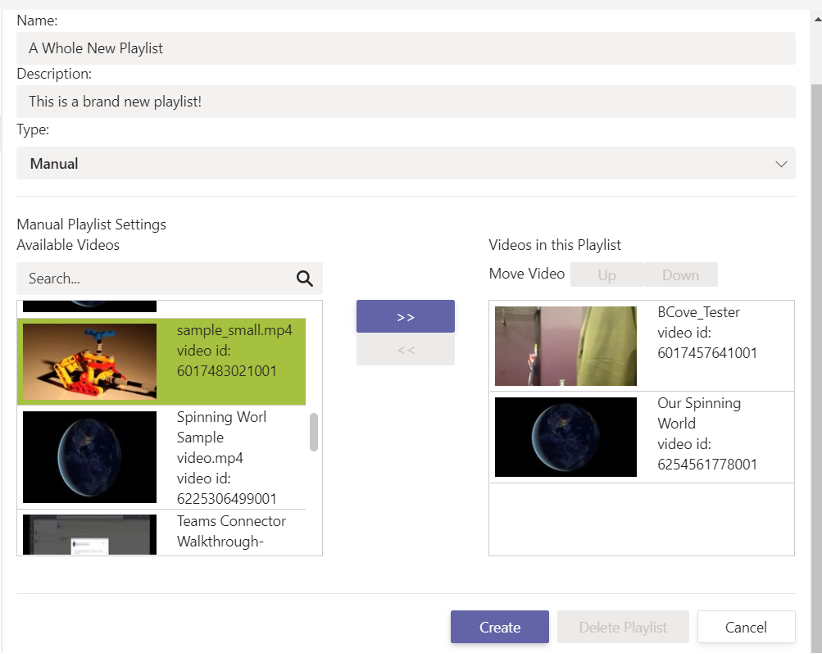 Name:
A Whole New Playlist
Description:
This is a brand new playlist!
Type:
Manual
Manual Playlist Settings
Available Videos
Search...
sample_small.mp4
video id:
6017483021001
Spinning Worl
Sample
video.mp4
video id:
6225306499001
Teams Connector
Walkthrough-
>>
<<
Videos in this Playlist
Move Video Up Down
BCove_Tester
video id:
6017457641001
Our Spinning
World
video id:
6254561778001
Create Delete Playlist Cancel